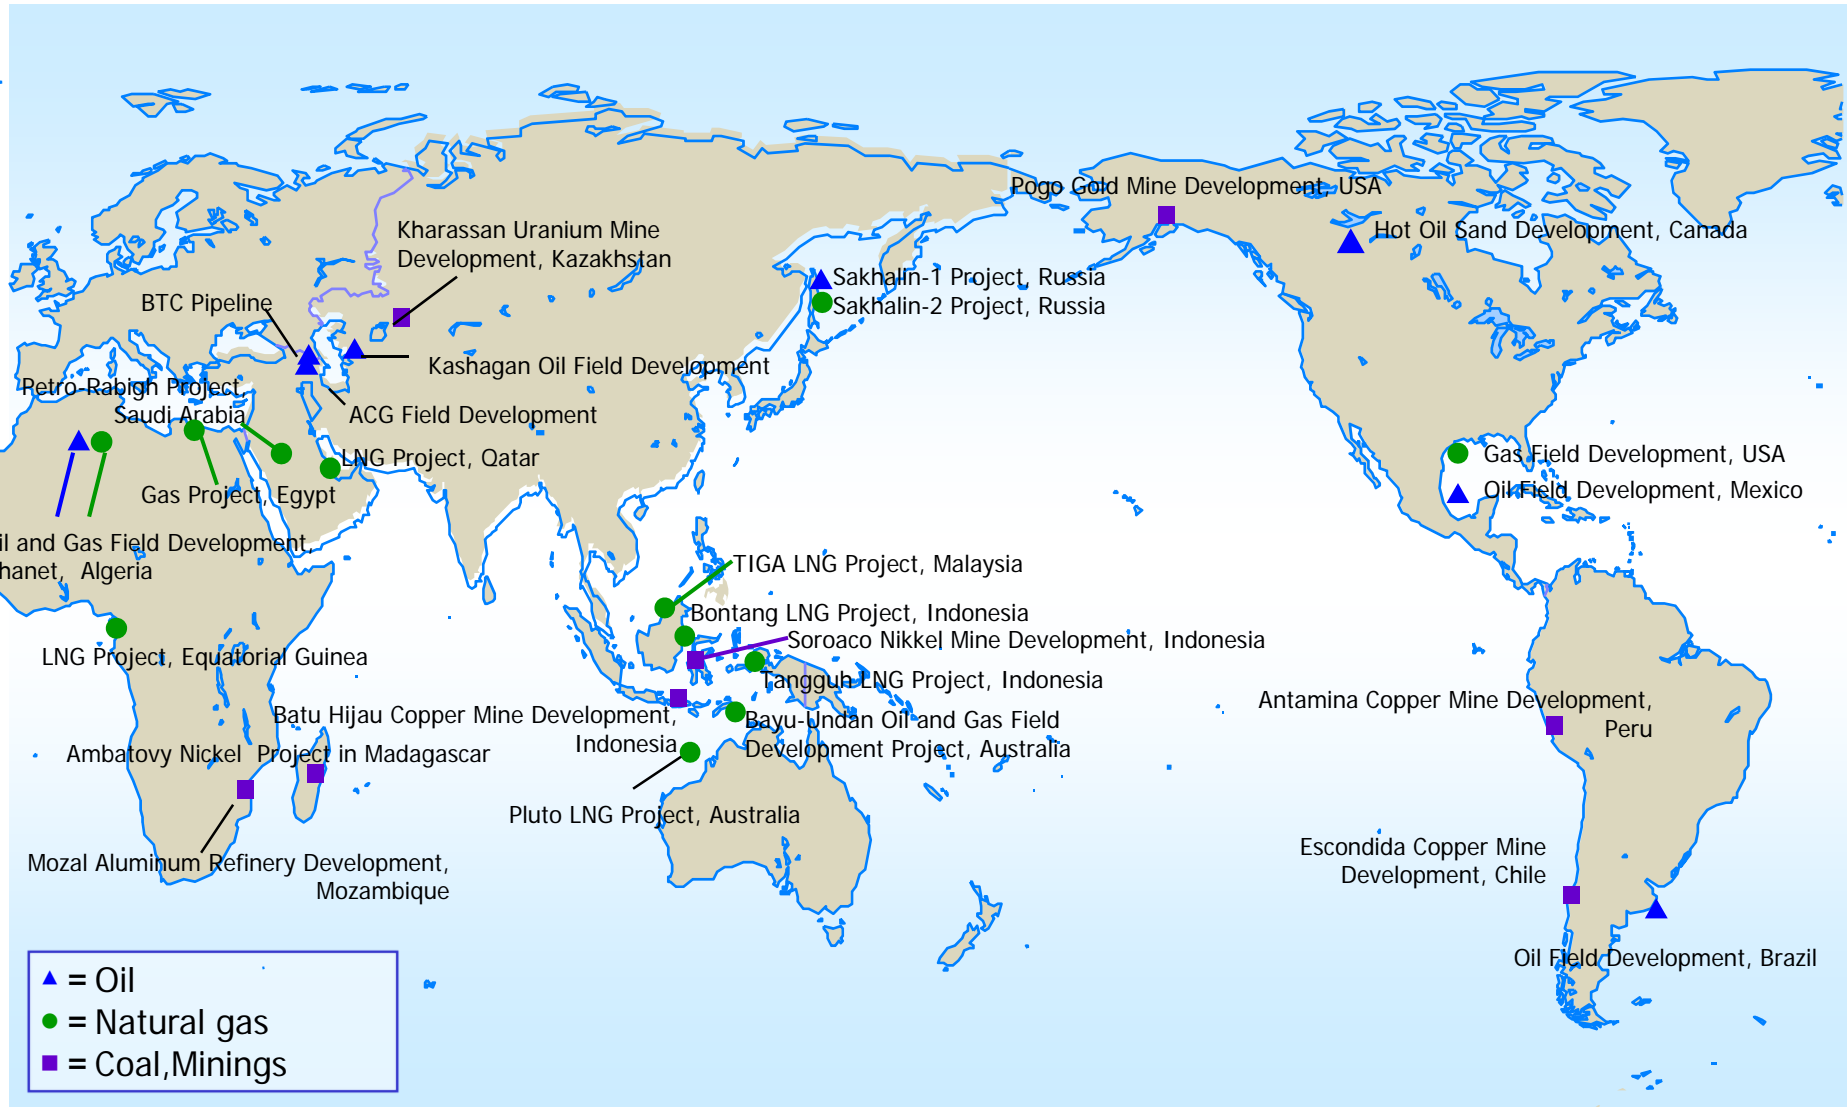 Pogo Gold Mine Development, USA
Kharassan Uranium Mine
Development, Kazakhstan
Hot Oil Sand Development, Canada
Sakhalin-1 Project, Russia
Sakhalin-2 Project, Russia
BTC Pipeline
Kashagan Oil Field Development
Petro-Rabigh Project,
Saudi Arabia
ACG Field Development
LNG Project, Qatar
Gas Project, Egypt
Gas Field Development, USA
Oil Field Development, Mexico
il and Gas Field Development,
hanet, Algeria
TIGA LNG Project, Malaysia
Bontang LNG Project, Indonesia
Soroaco Nikkel Mine Development, Indonesia
LNG Project, Equatorial Guinea
Tangguh LNG Project, Indonesia
Antamina Copper Mine Development,
Peru
Batu Hijau Copper Mine Development,
Indonesia
Bayu-Undan Oil and Gas Field
Development Project, Australia
Ambatovy Nickel Project in Madagascar
Pluto LNG Project, Australia
Mozal Aluminum Refinery Development,
Mozambique
Escondida Copper Mine
Development, Chile
Oil Field Development, Brazil
= Oil
= Natural gas
= Coal,Minings